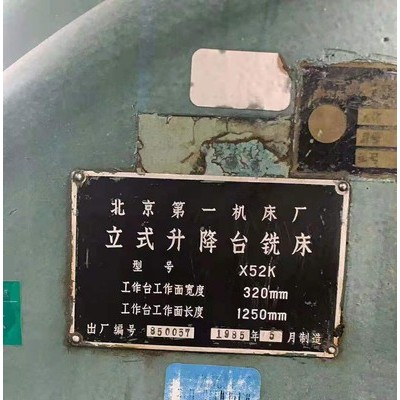 北京第一机床厂
立式升降台铣床
型号 X52K
工作台工作面宽度 320mm
工作台工作面长度 1250mm
出厂编号 850057 1985年5月制造